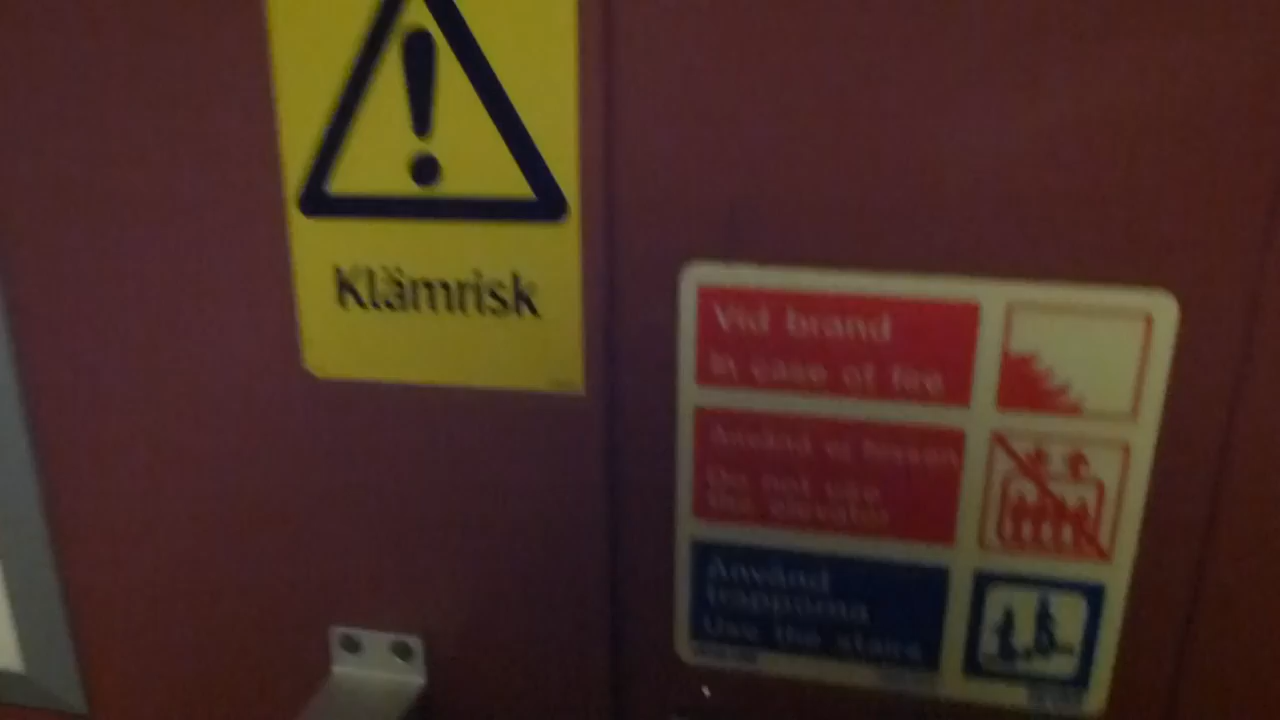 Klämrisk
Vid brand
In case of fire
Använd ej hissen
Do not use
the elevator
Använd
trapporna
Use the stairs